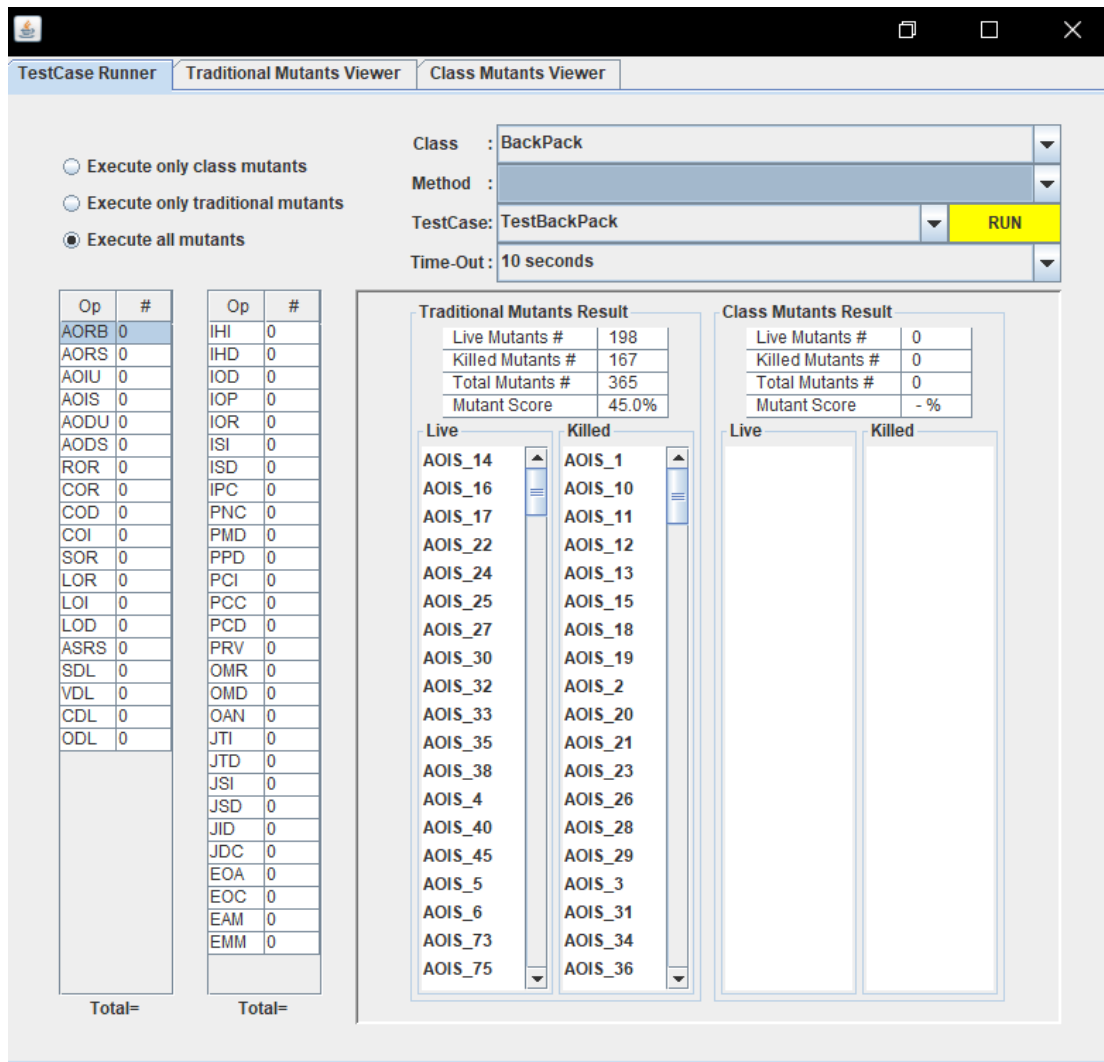 TestCase Runner Traditional Mutants Viewer Class Mutants Viewer
Execute only class mutants
Execute only traditional mutants
Execute all mutants
Class : BackPack
Method :
TestCase: TestBackPack RUN
Time-Out : 10 seconds
Op #
AORB 0
AORS 0
AOIU 0
AOIS 0
AODU 0
AODS 0
ROR 0
COR 0
COD 0
COI 0
SOR 0
LOR 0
LOI 0
LOD 0
ASRS 0
SDL 0
VDL 0
CDL 0
ODL 0
Total=
Op #
IHI 0
IHD 0
IOD 0
IOP 0
IOR 0
ISI 0
ISD 0
IPC 0
PNC 0
PMD 0
PPD 0
PCI 0
PCC 0
PCD 0
PRV 0
OMR 0
OMD 0
OAN 0
JTI 0
JTD 0
JSI 0
JSD 0
JID 0
JDC 0
EOA 0
EOC 0
EAM 0
EMM 0
Total=
Traditional Mutants Result
Live Mutants # 198
Killed Mutants # 167
Total Mutants # 365
Mutant Score 45.0%
Live
AOIS_14
AOIS_16
AOIS_17
AOIS_22
AOIS_24
AOIS_25
AOIS_27
AOIS_30
AOIS_32
AOIS_33
AOIS_35
AOIS_38
AOIS_4
AOIS_40
AOIS_45
AOIS_5
AOIS_6
AOIS_73
AOIS_75
Killed
AOIS_1
AOIS_10
AOIS_11
AOIS_12
AOIS_13
AOIS_15
AOIS_18
AOIS_19
AOIS_2
AOIS_20
AOIS_21
AOIS_23
AOIS_26
AOIS_28
AOIS_29
AOIS_3
AOIS_31
AOIS_34
AOIS_36
Class Mutants Result
Live Mutants # 0
Killed Mutants # 0
Total Mutants # 0
Mutant Score - %
Live
Killed